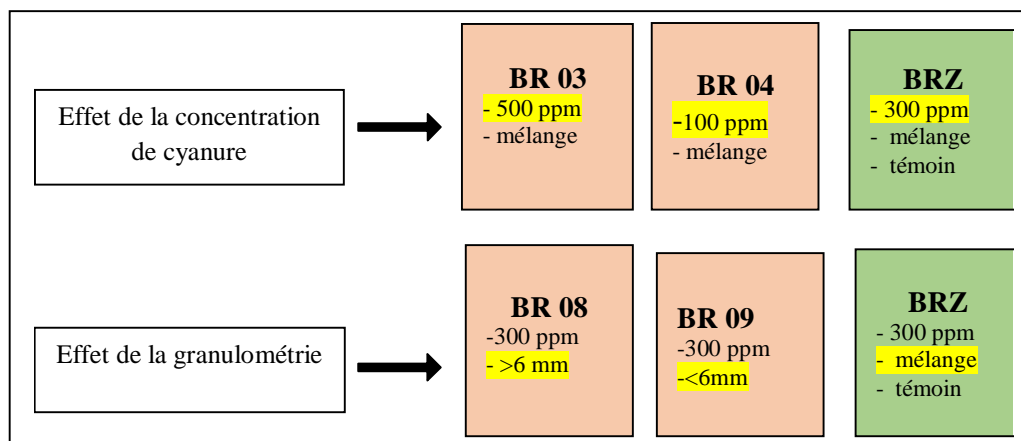 Effet de la concentration
de cyanure
BR 03
- 500 ppm
- mélange
BR 04
-100 ppm
- mélange
BRZ
- 300 ppm
- mélange
- témoin
Effet de la granulométrie
BR 08
-300 ppm
- >6 mm
BR 09
-300 ppm
-<6mm
BRZ
- 300 ppm
- mélange
- témoin